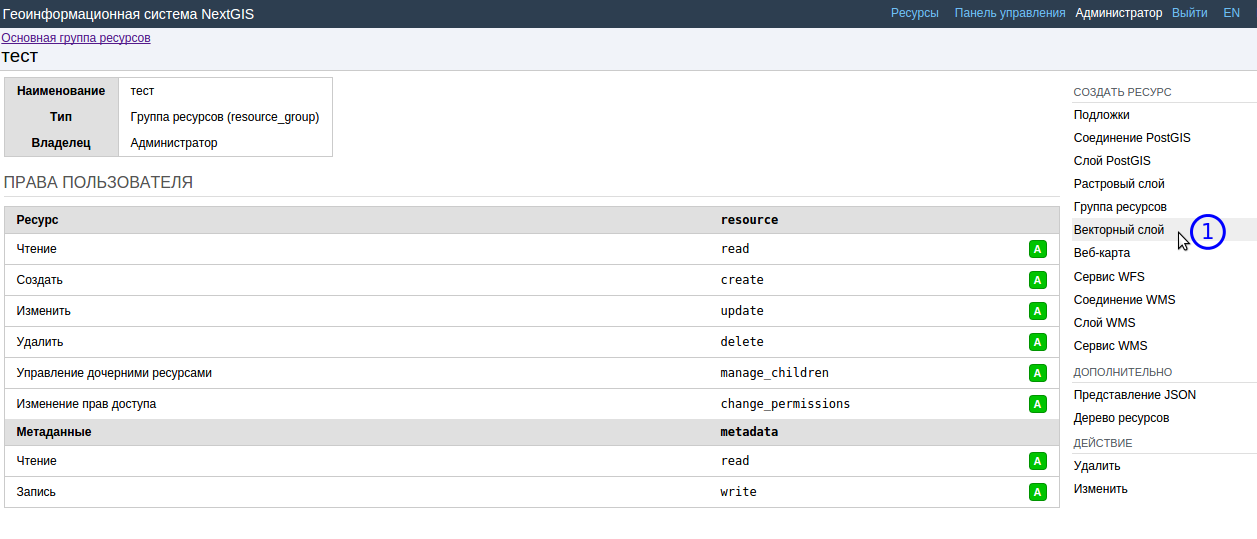 Геоинформационная система NextGIS
Ресурсы Панель управления Администратор Выйти EN
Основная группа ресурсов
тест
Наименование тест
Тип Группа ресурсов (resource_group)
Владелец Администратор
ПРАВА ПОЛЬЗОВАТЕЛЯ
Ресурс resource
Чтение read A
Создать create A
Изменить update A
Удалить delete A
Управление дочерними ресурсами manage_children A
Изменение прав доступа change_permissions A
Метаданные metadata
Чтение read A
Запись write A
СОЗДАТЬ РЕСУРС
Подложки
Соединение PostGIS
Слой PostGIS
Растровый слой
Группа ресурсов
Векторный слой 1
Веб-карта
Сервис WFS
Соединение WMS
Слой WMS
Сервис WMS
ДОПОЛНИТЕЛЬНО
Представление JSON
Дерево ресурсов
ДЕЙСТВИЕ
Удалить
Изменить